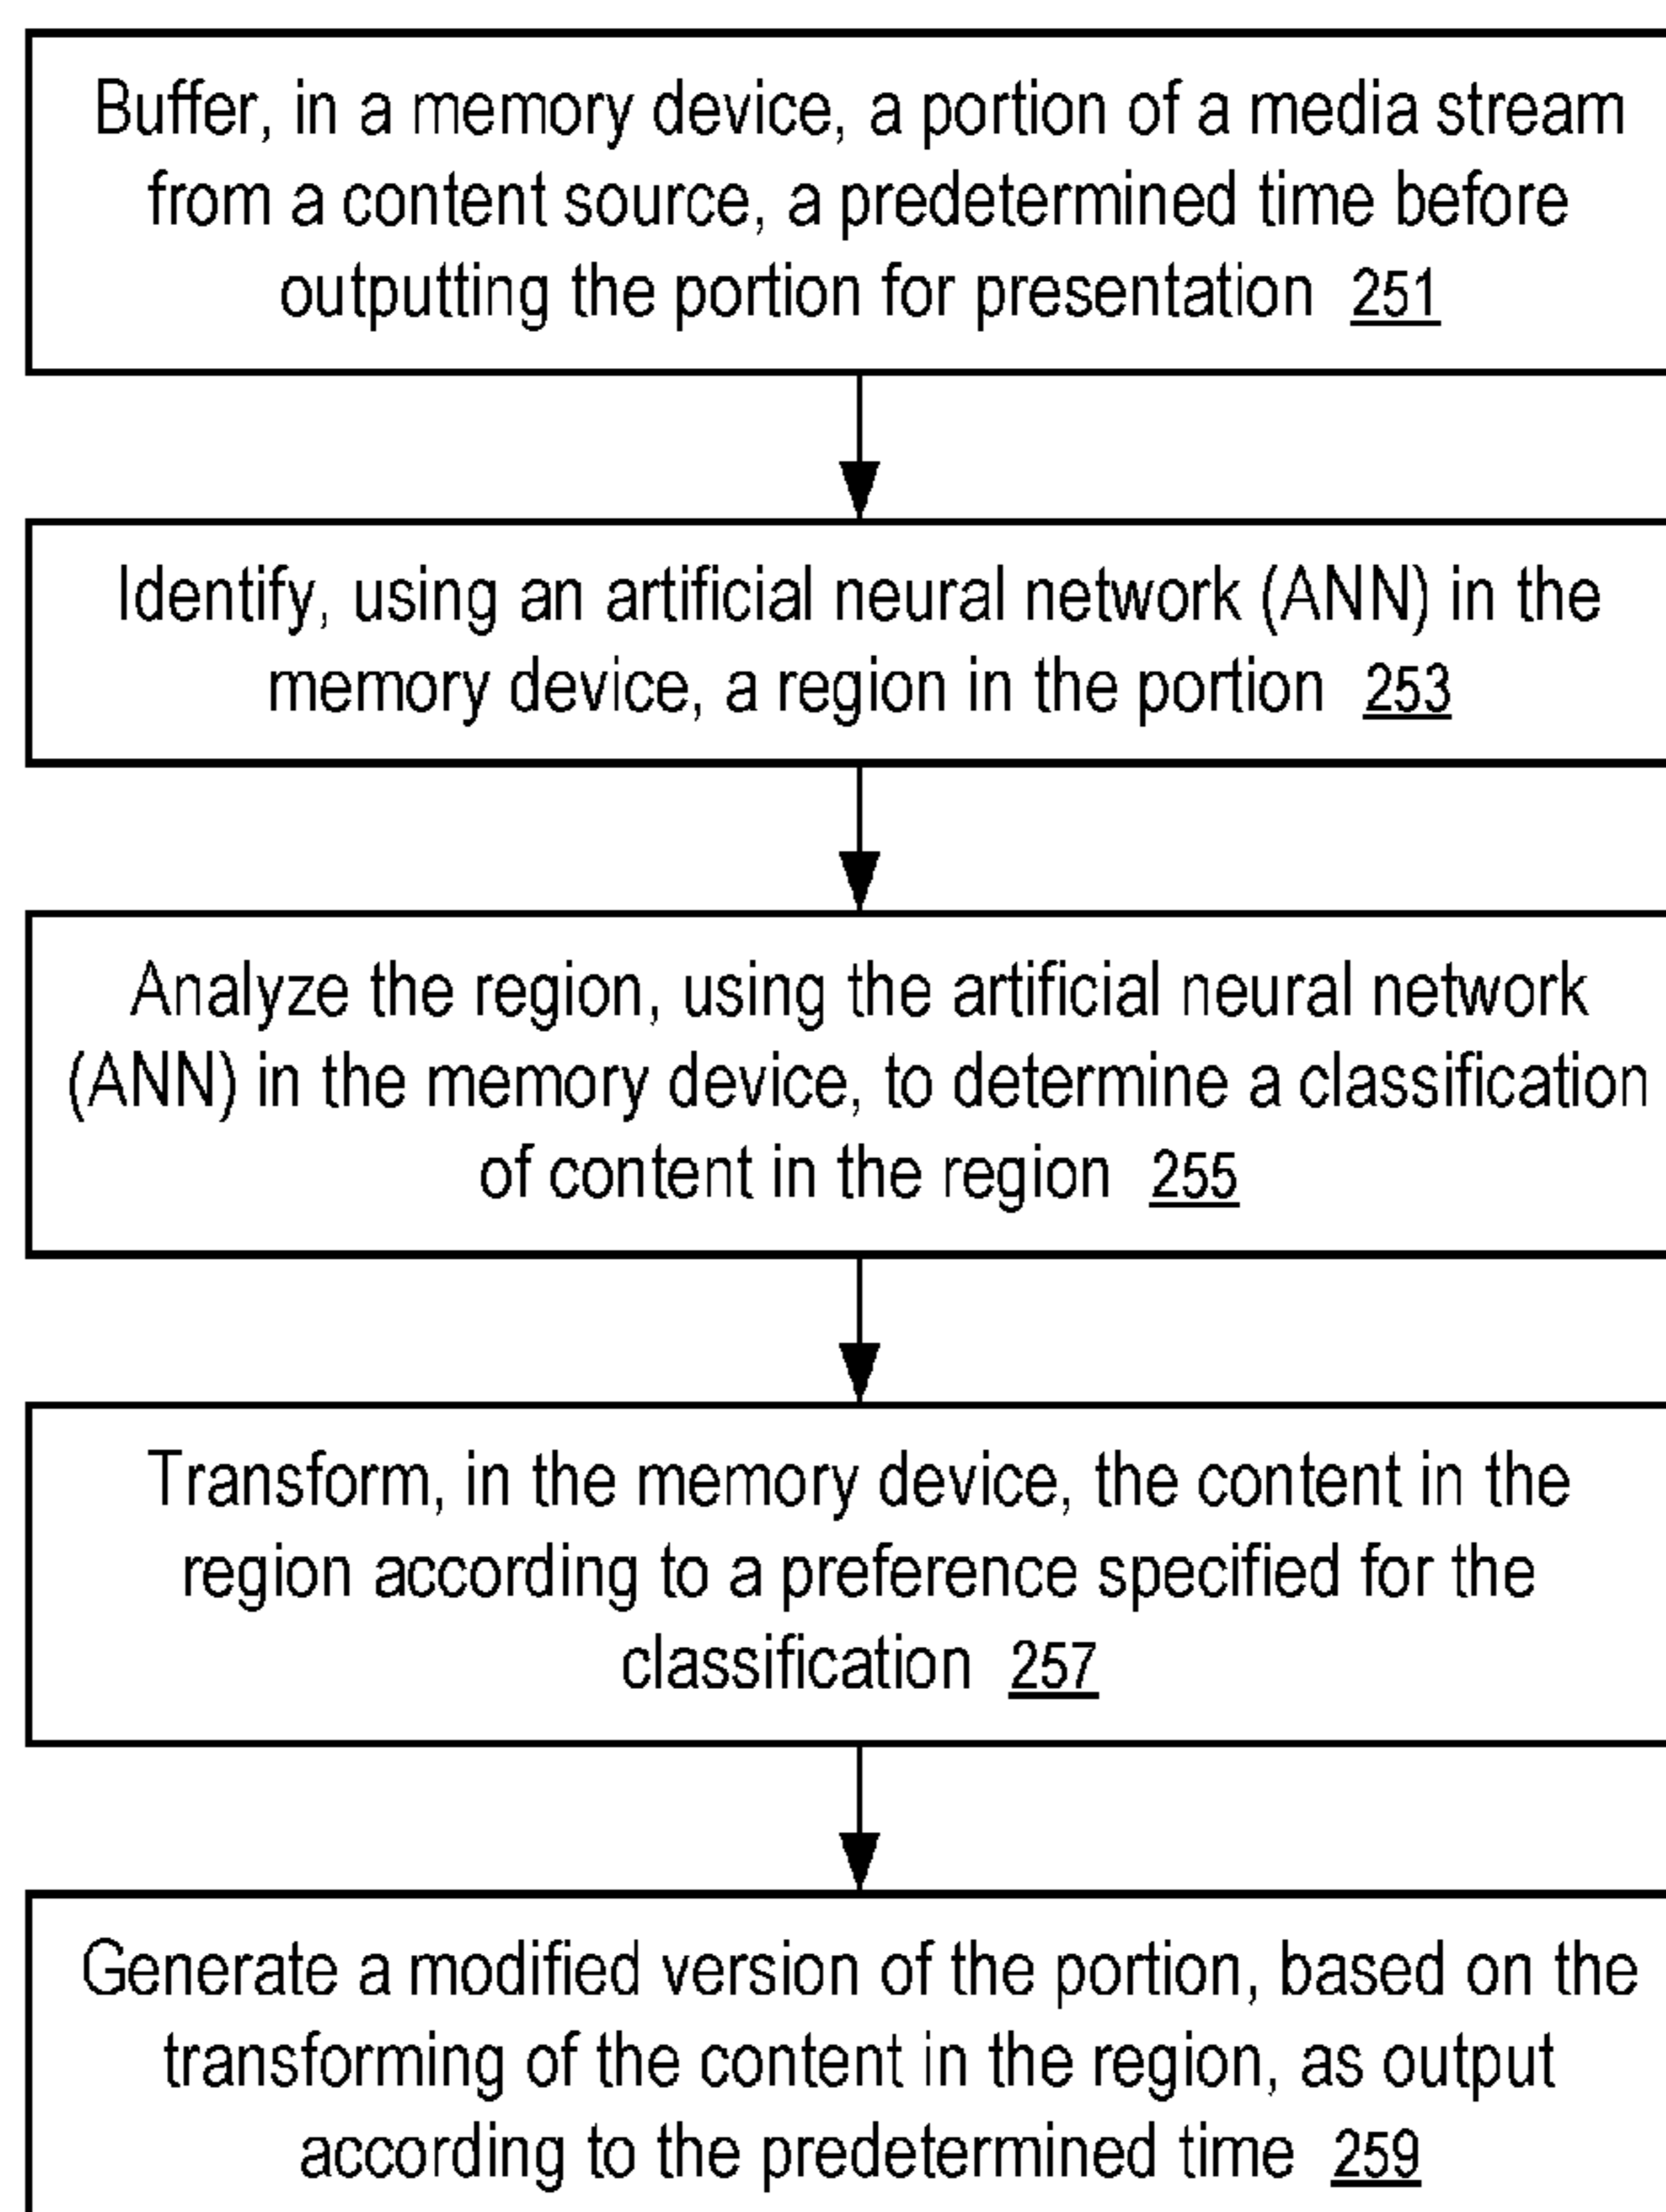 Buffer, in a memory device, a portion of a media stream
from a content source, a predetermined time before
outputting the portion for presentation 251
Identify, using an artificial neural network (ANN) in the
memory device, a region in the portion 253
Analyze the region, using the artificial neural network
(ANN) in the memory device, to determine a classification
of content in the region 255
Transform, in the memory device, the content in the
region according to a preference specified for the
classification 257
Generate a modified version of the portion, based on the
transforming of the content in the region, as output
according to the predetermined time 259